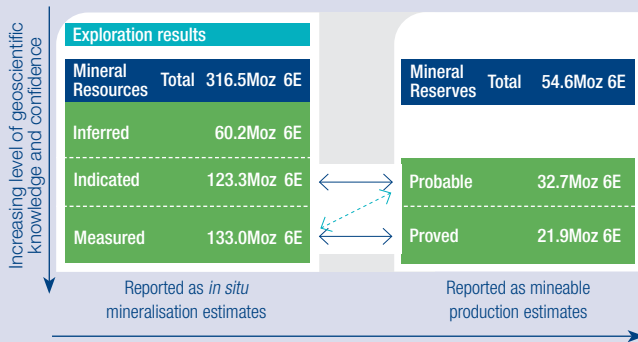 Increasing level of geoscientific
knowledge and confidence
Exploration results
Mineral
Resources Total 316.5Moz 6E
Inferred 60.2Moz 6E
Indicated 123.3Moz 6E
Measured 133.0Moz 6E
Reported as in situ
mineralisation estimates
Mineral
Reserves Total 54.6Moz 6E
Probable 32.7Moz 6E
Proved 21.9Moz 6E
Reported as mineable
production estimates